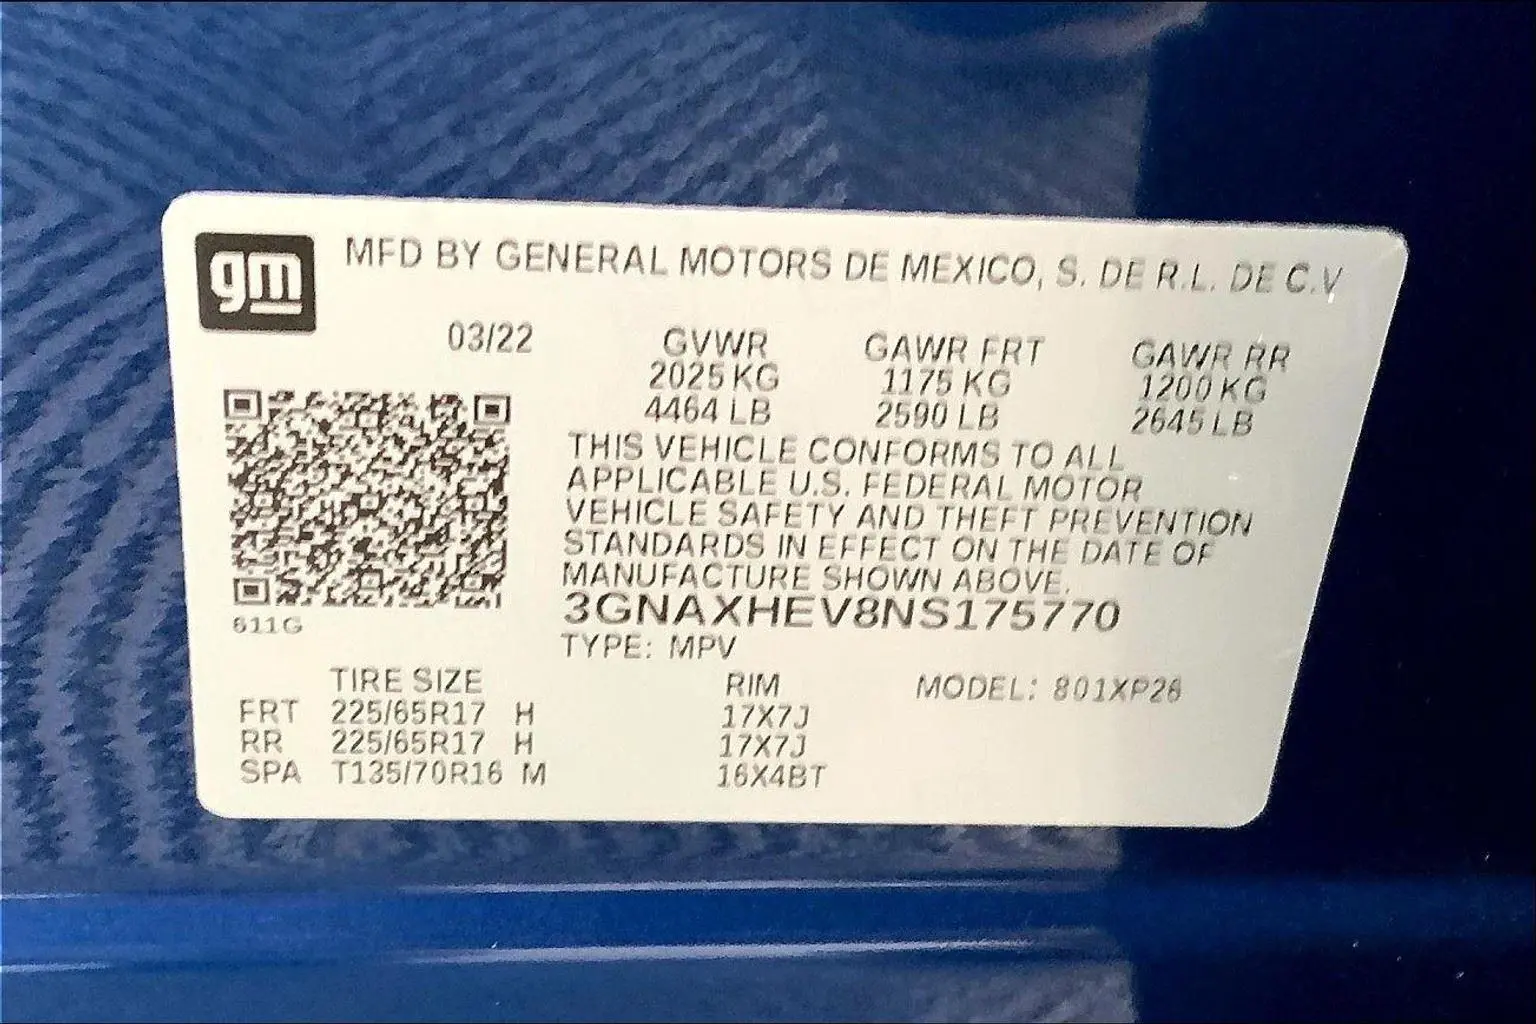 gm
MFD BY GENERAL MOTORS DE MEXICO, S. DE R.L. DE C.V
03/22 GVWR GAWR FRT GAWR RR
2025 KG 1175 KG 1200 KG
4464 LB 2590 LB 2645 LB
THIS VEHICLE CONFORMS TO ALL
APPLICABLE U.S. FEDERAL MOTOR
VEHICLE SAFETY AND THEFT PREVENTION
STANDARDS IN EFFECT ON THE DATE OF
MANUFACTURE SHOWN ABOVE.
3GNAXHEV8NS175770
611G
TYPE: MPV
TIRE SIZE RIM MODEL: 801XP26
FRT 225/65R17 H 17X7J
RR 225/65R17 H 17X7J
SPA T135/70R16 M 16X4BT